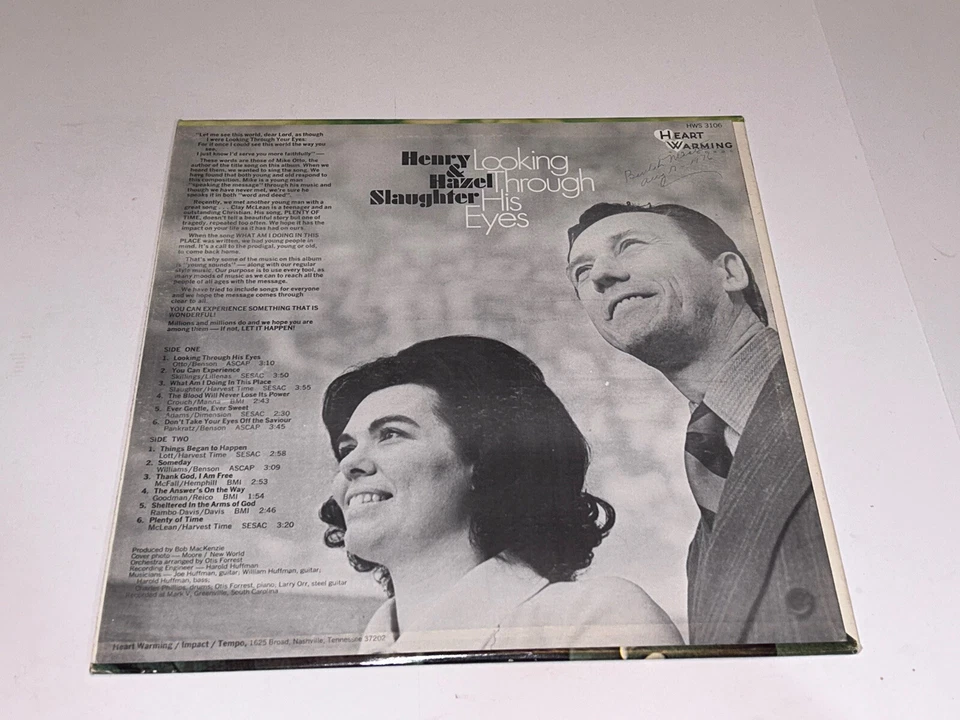 HWS 3106
HEART
WARMING
Henry
&
Hazel
Slaughter
Looking
Through
His
Eyes
"Let me see this world, dear Lord, as though
I were Looking Through Your Eyes.
For if once I could see this world the way you
see,
I just know I'd serve you more faithfully"—
These words are those of Mike Otto, the
author of the title song on this album. When we
heard them, we wanted to sing the song. We
have found that both young and old respond to
this composition. Mike is a young man
"speaking the message" through his music and
though we have never met, we're sure he
speaks it in both "word and deed".
Recently, we met another young man with a
great song . . . Clay McLean is a teenager and an
outstanding Christian. His song, PLENTY OF
TIME, doesn't tell a beautiful story but one of
tragedy, repeated too often. We hope it has the
impact on your life as it has had on ours.
When the song WHAT AM I DOING IN THIS
PLACE was written, we had young people in
mind. It's a call to the prodigal, young or old,
to come back home.
That's why some of the music on this album
is "young sounds" — along with our regular
style music. Our purpose is to use every tool, as
many moods of music as we can to reach all the
people of all ages with the message.
We have tried to include songs for everyone
and we hope the message comes through
clear to all.
YOU CAN EXPERIENCE SOMETHING THAT IS
WONDERFUL!
Millions and millions do and we hope you are
among them — if not, LET IT HAPPEN!
SIDE ONE
1. Looking Through His Eyes
Otto/Benson ASCAP 3:10
2. You Can Experience
Skillings/Lillenas SESAC 3:50
3. What Am I Doing In This Place
Slaughter/Harvest Time SESAC 3:55
4. The Blood Will Never Lose Its Power
Crouch/Manna BMI 2:43
5. Ever Gentle, Ever Sweet
Adams/Dimension SESAC 2:30
6. Don't Take Your Eyes Off the Saviour
Pankratz/Benson ASCAP 3:45
SIDE TWO
1. Things Began to Happen
Lott/Harvest Time SESAC 2:58
2. Someday
Williams/Benson ASCAP 3:09
3. Thank God, I Am Free
McFall/Hemphill BMI 2:53
4. The Answer's On the Way
Goodman/Reico BMI 1:54
5. Sheltered In the Arms of God
Rambo-Davis/Davis BMI 2:46
6. Plenty of Time
McLean/Harvest Time SESAC 3:20
Produced by Bob MacKenzie
Cover photo — Moore / New World
Orchestra arranged by Otis Forrest
Recording Engineer — Harold Huffman
Musicians — Joe Huffman, guitar; William Huffman, guitar;
Harold Huffman, bass;
Charles Phillips, drums; Otis Forrest, piano; Larry Orr, steel guitar
Recorded at Mark V, Greenville, South Carolina
Heart Warming / Impact / Tempo, 1625 Broad, Nashville, Tennessee 37202